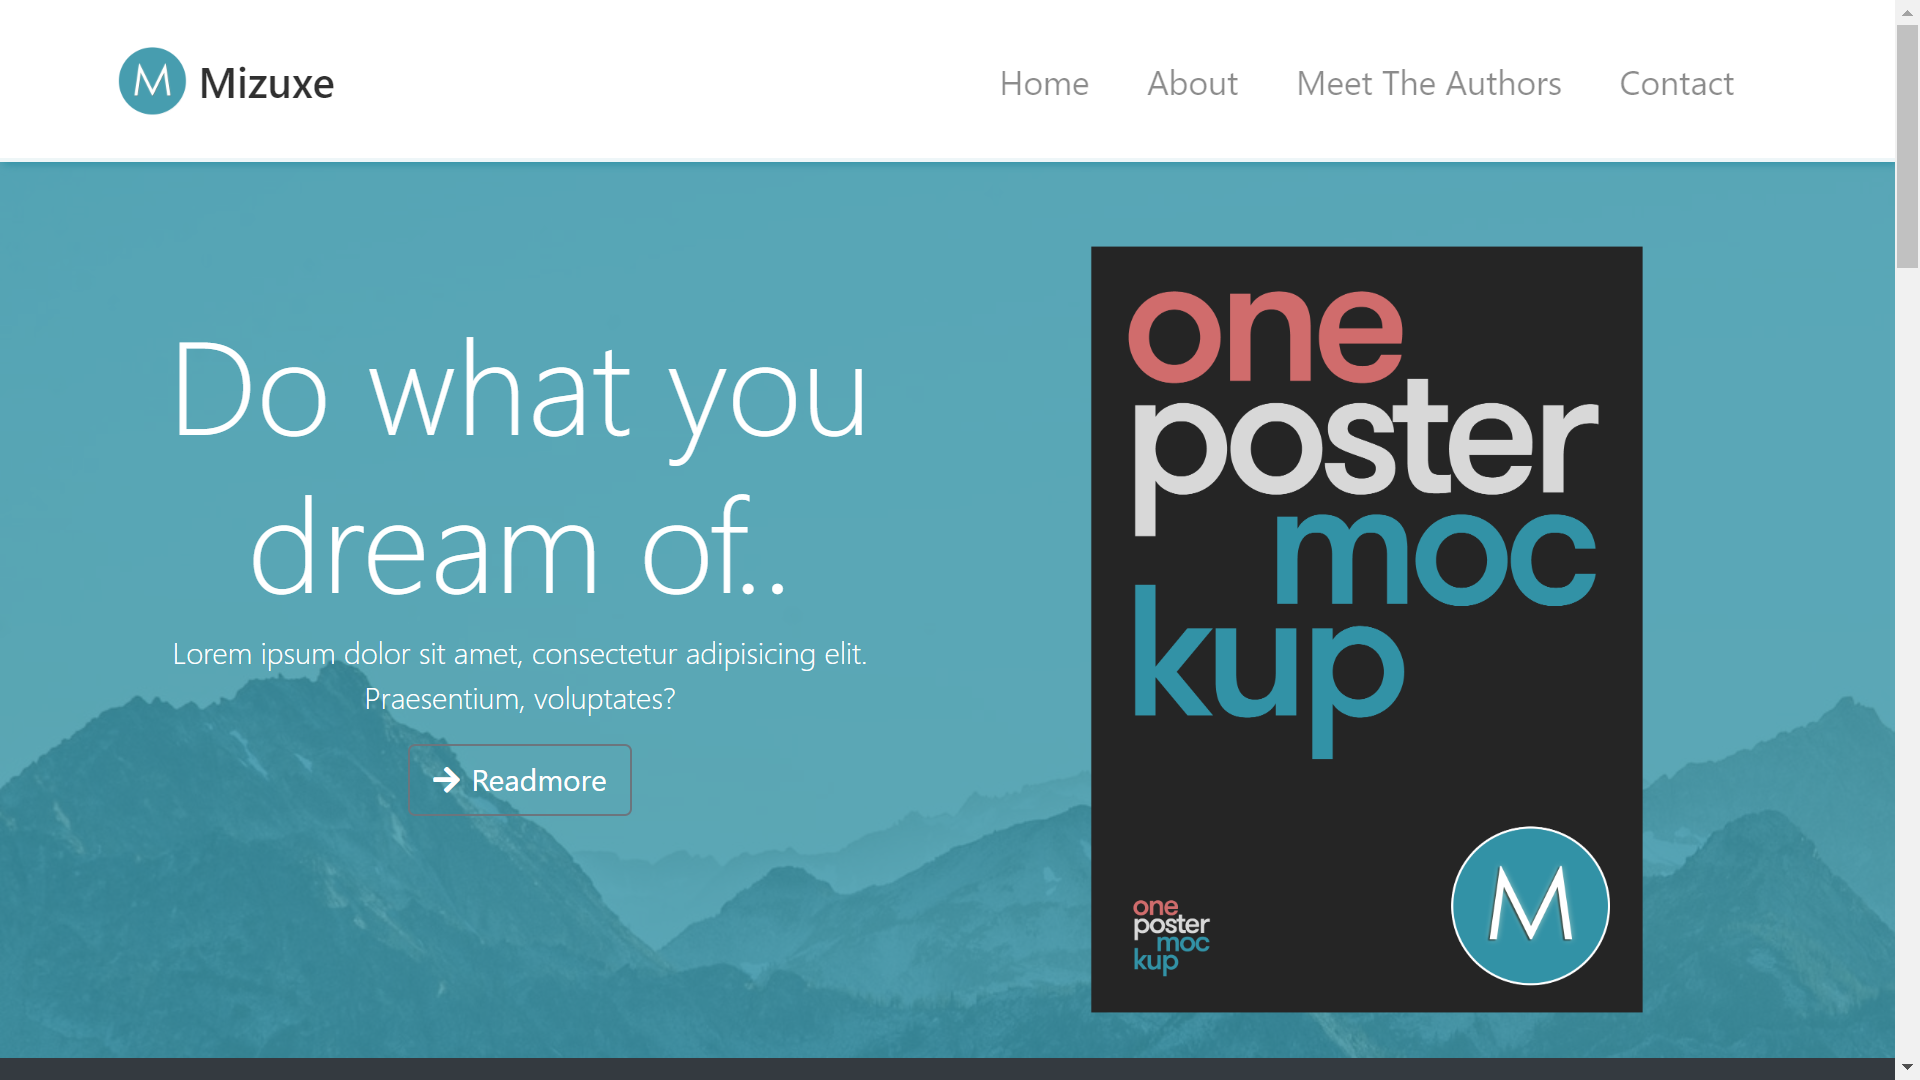 M Mizuxe
Home About Meet The Authors Contact
Do what you
dream of..
Lorem ipsum dolor sit amet, consectetur adipisicing elit.
Praesentium, voluptates?
Readmore
one
poster
moc
kup
one
poster
moc
kup
M